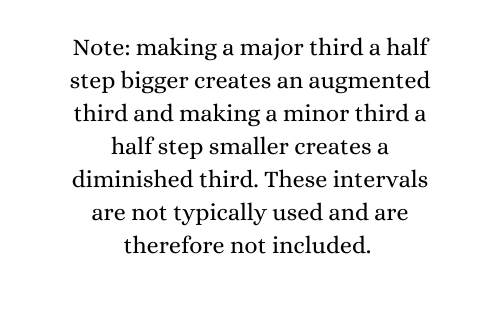 Note: making a major third a half
step bigger creates an augmented
third and making a minor third a
half step smaller creates a
diminished third. These intervals
are not typically used and are
therefore not included.